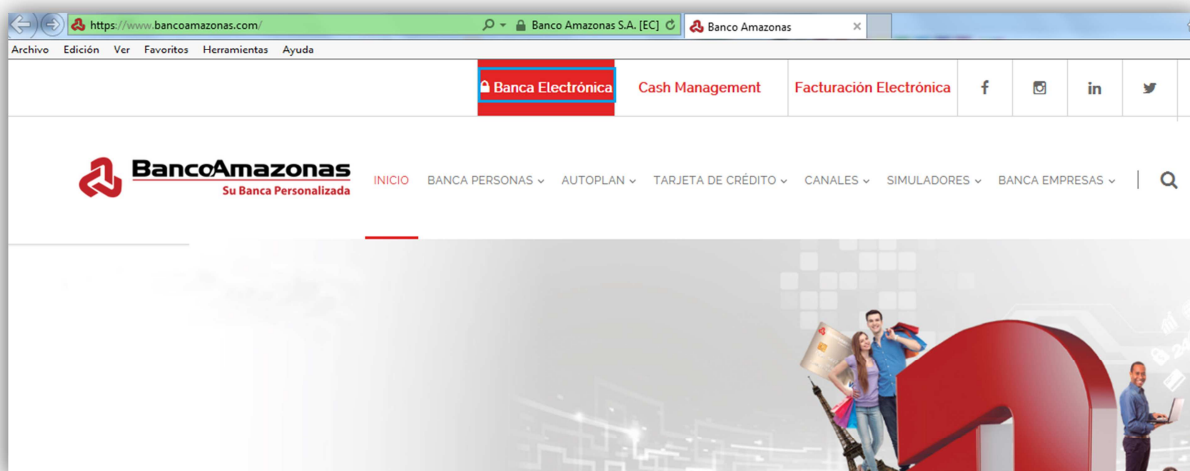 https://www.bancoamazonas.com/
Banco Amazonas S.A. [EC]
Banco Amazonas
Archivo Edición Ver Favoritos Herramientas Ayuda
Banca Electrónica Cash Management Facturación Electrónica
BancoAmazonas
Su Banca Personalizada
INICIO BANCA PERSONAS AUTOPLAN TARJETA DE CRÉDITO CANALES SIMULADORES BANCA EMPRESAS